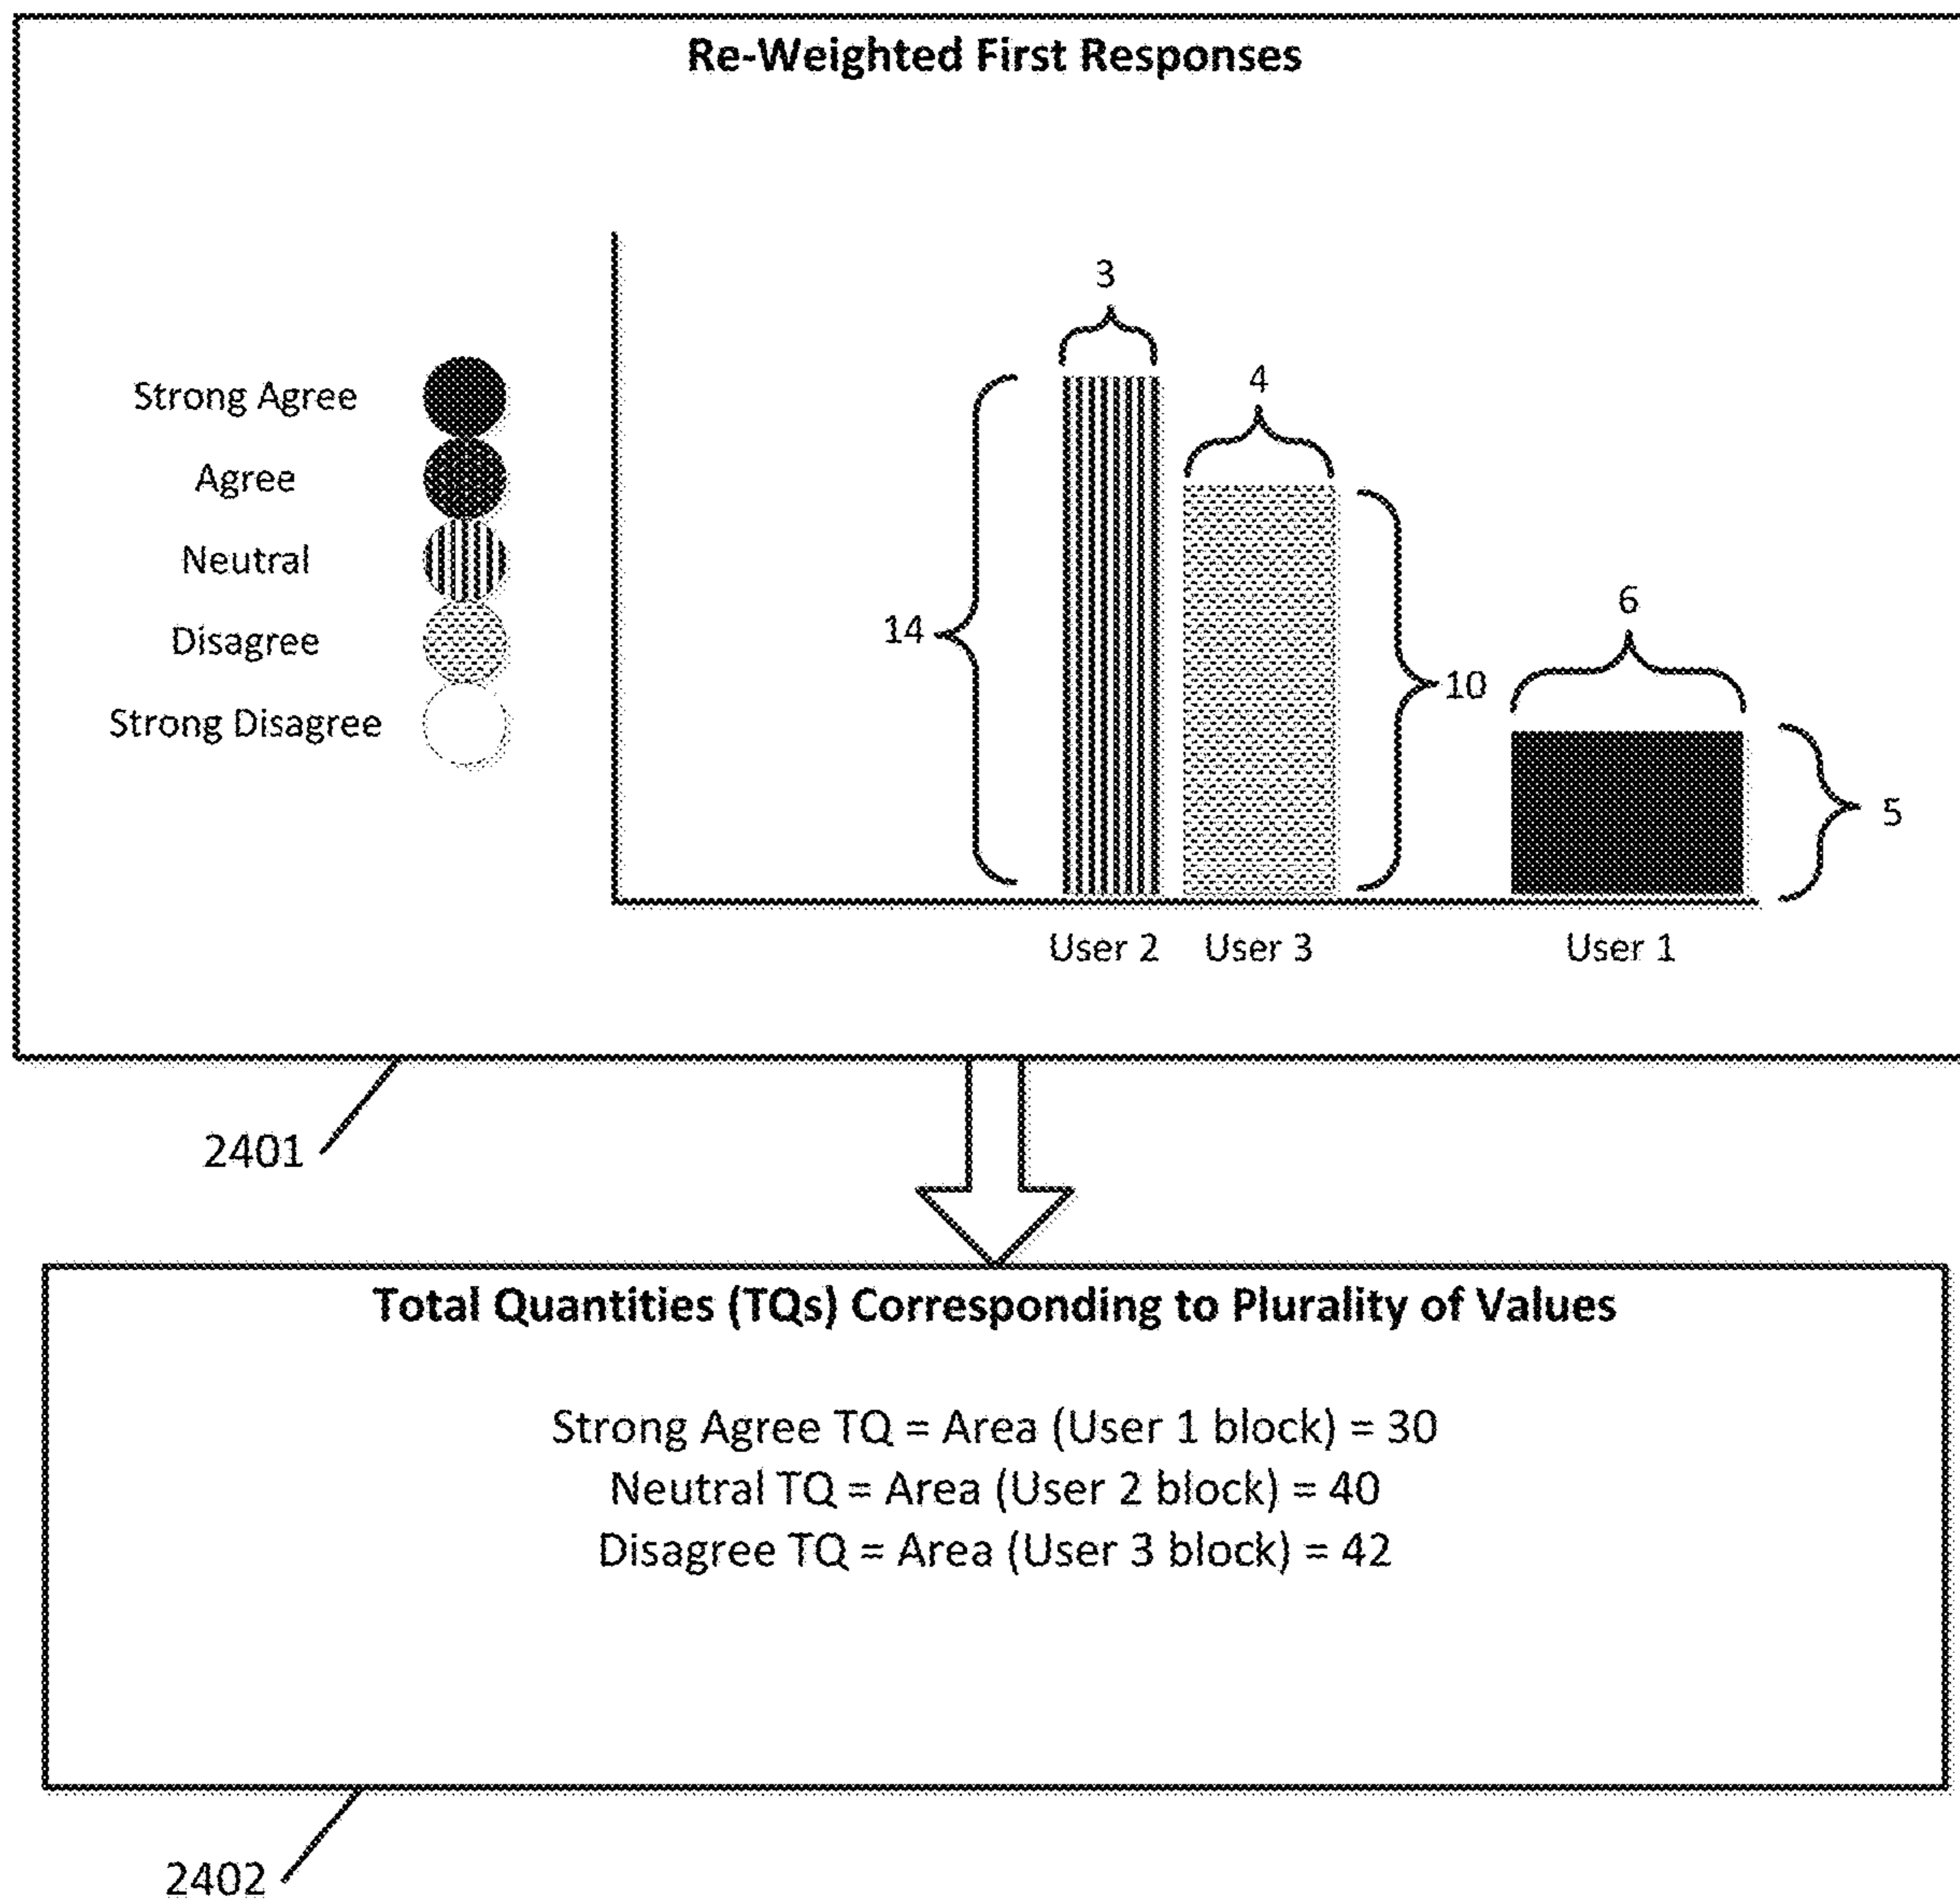 Re-Weighted First Responses
3
4
Strong Agree
Agree
6
Neutral
14
Disagree
10
Strong Disagree
5
User 2 User 3 User 1
2401
Total Quantities (TQs) Corresponding to Plurality of Values
Strong Agree TQ = Area (User 1 block) = 30
Neutral TQ = Area (User 2 block) = 40
Disagree TQ = Area (User 3 block) = 42
2402